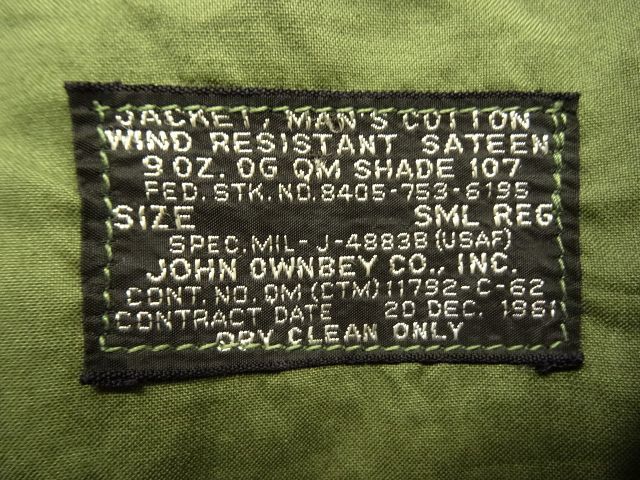 JACKET, MAN'S COTTON
WIND RESISTANT SATEEN
9 OZ. OG QM SHADE 107
FED. STK. NO. 8405-753-6195
SIZE SML REG
SPEC. MIL-J-4883B (USAF)
JOHN OWNBEY CO., INC.
CONT. NO. QM (CTM) 11792-C-62
CONTRACT DATE 20 DEC. 1961
DRY CLEAN ONLY